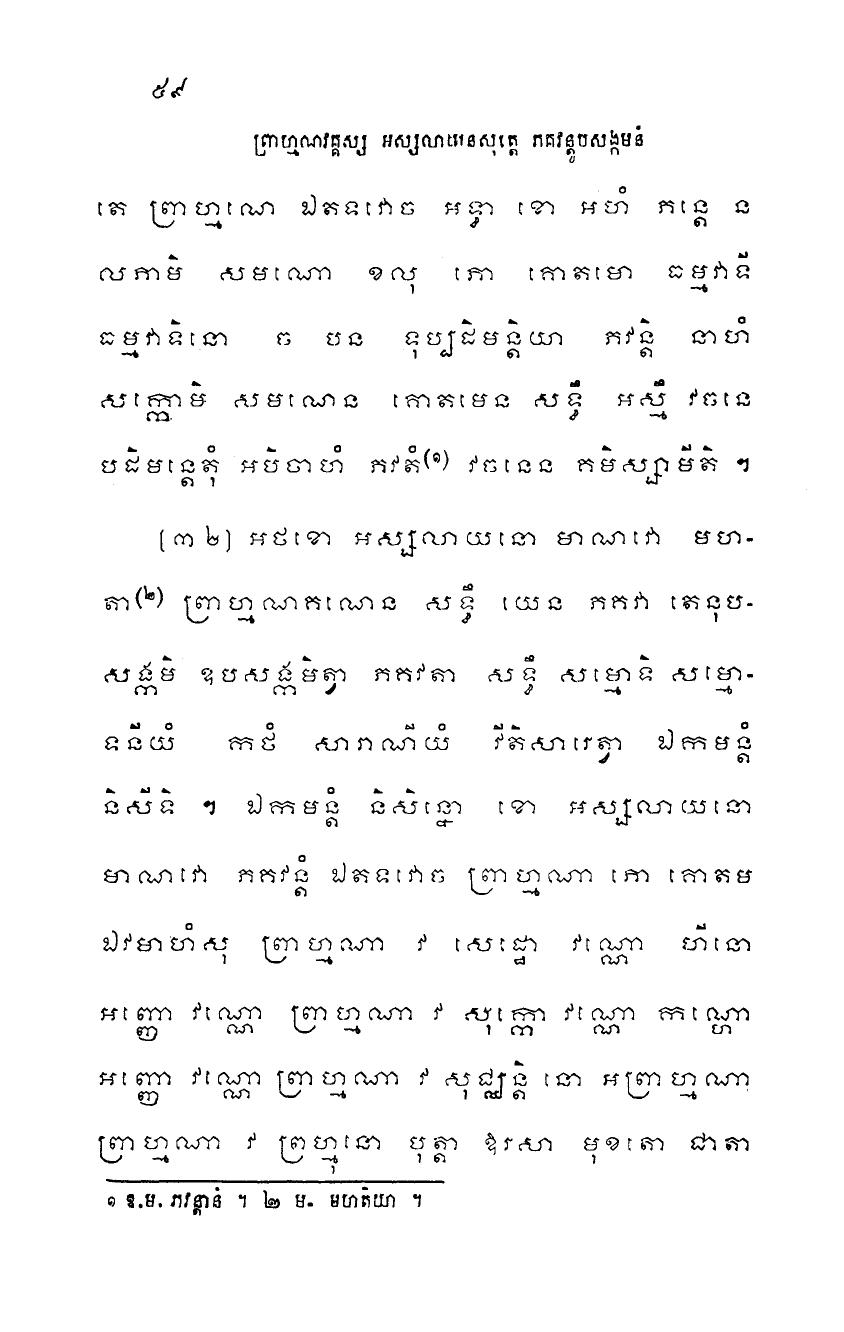 ៥៩
ព្រាហ្មណវគ្គស្ស អស្សលាយនសុត្តេ ភគវន្តូបសង្កមនំ
តេ ព្រាហ្មណេ ឯតទវោច អទ្ធា ខោ អហំ ភន្តេ ន
លភាមិ សមណោ ខលុ ភោ គោតមោ ធម្មវាទី
ធម្មវាទិនោ ច បន ទុប្បដិមន្តិយា ភវន្តិ នាហំ
សក្កោមិ សមណេន គោតមេន សទ្ធឹ អស្មឹ វចនេ
បដិមន្តេតុំ អបិចាហំ ភវតំ(១) វចនេន គមិស្សាមីតិ ។
[៣២] អថខោ អស្សលាយនោ មាណវោ មហ-
តា(២) ព្រាហ្មណគណេន សទ្ធឹ យេន ភគវា តេនុប-
សង្កមិ ឧបសង្កមិត្វា ភគវតា សទ្ធឹ សម្មោទិ សម្មោ-
ទនីយំ កថំ សារាណីយំ វីតិសារេត្វា ឯកមន្តំ
និសីទិ ។ ឯកមន្តំ និសិន្នោ ខោ អស្សលាយនោ
មាណវោ ភគវន្តំ ឯតទវោច ព្រាហ្មណា ភោ គោតម
ឯវមាហំសុ ព្រាហ្មណា វ សេដ្ឋោ វណ្ណោ ហីនោ
អញ្ញោ វណ្ណោ ព្រាហ្មណា វ សុក្កោ វណ្ណោ កណ្ហោ
អញ្ញោ វណ្ណោ ព្រាហ្មណា វ សុជ្ឈន្តិ នោ អព្រាហ្មណា
ព្រាហ្មណា វ ព្រហ្មុនោ បុត្តា ឱរសា មុខតោ ជាតា
១ ឱ.ម. ភវន្តានំ ។ ២ ម. មហតិយា ។